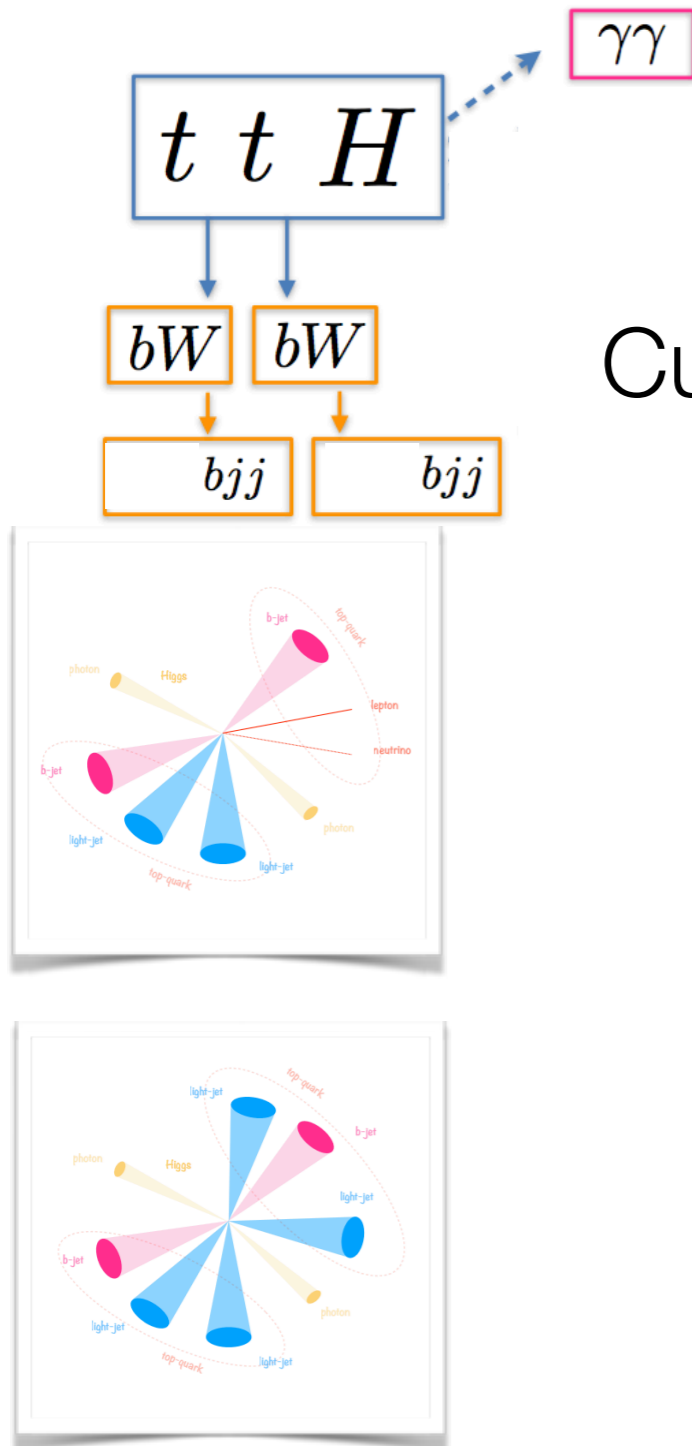 γγ
t t H
bW bW
Cu
bjj bjj
b-jet
top-quark
photon
Higgs
lepton
neutrino
b-jet
photon
light-jet
light-jet
top-quark
light-jet
top-quark
b-jet
photon
Higgs
light-jet
b-jet
photon
light-jet
light-jet
top-quark